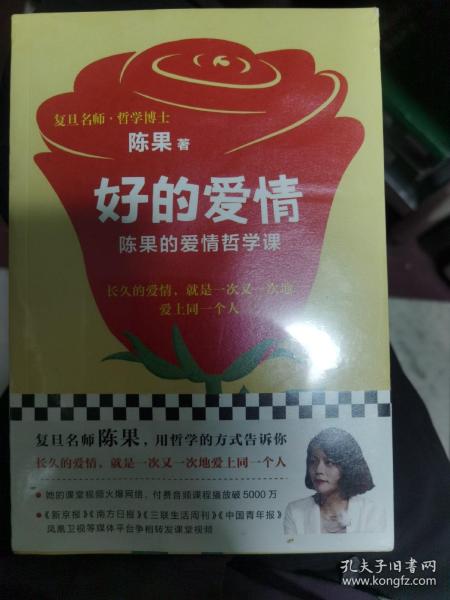 复旦名师·哲学博士
陈果 著
好的爱情
陈果的爱情哲学课
长久的爱情，就是一次又一次地
爱上同一个人
复旦名师陈果，用哲学的方式告诉你
长久的爱情，就是一次又一次地爱上同一个人
●她的课堂视频火爆网络，付费音频课程播放破5000万
●《新京报》《南方日报》《三联生活周刊》《中国青年报》
凤凰卫视等媒体平台争相转发课堂视频
孔夫子旧书网
www.kongfz.com